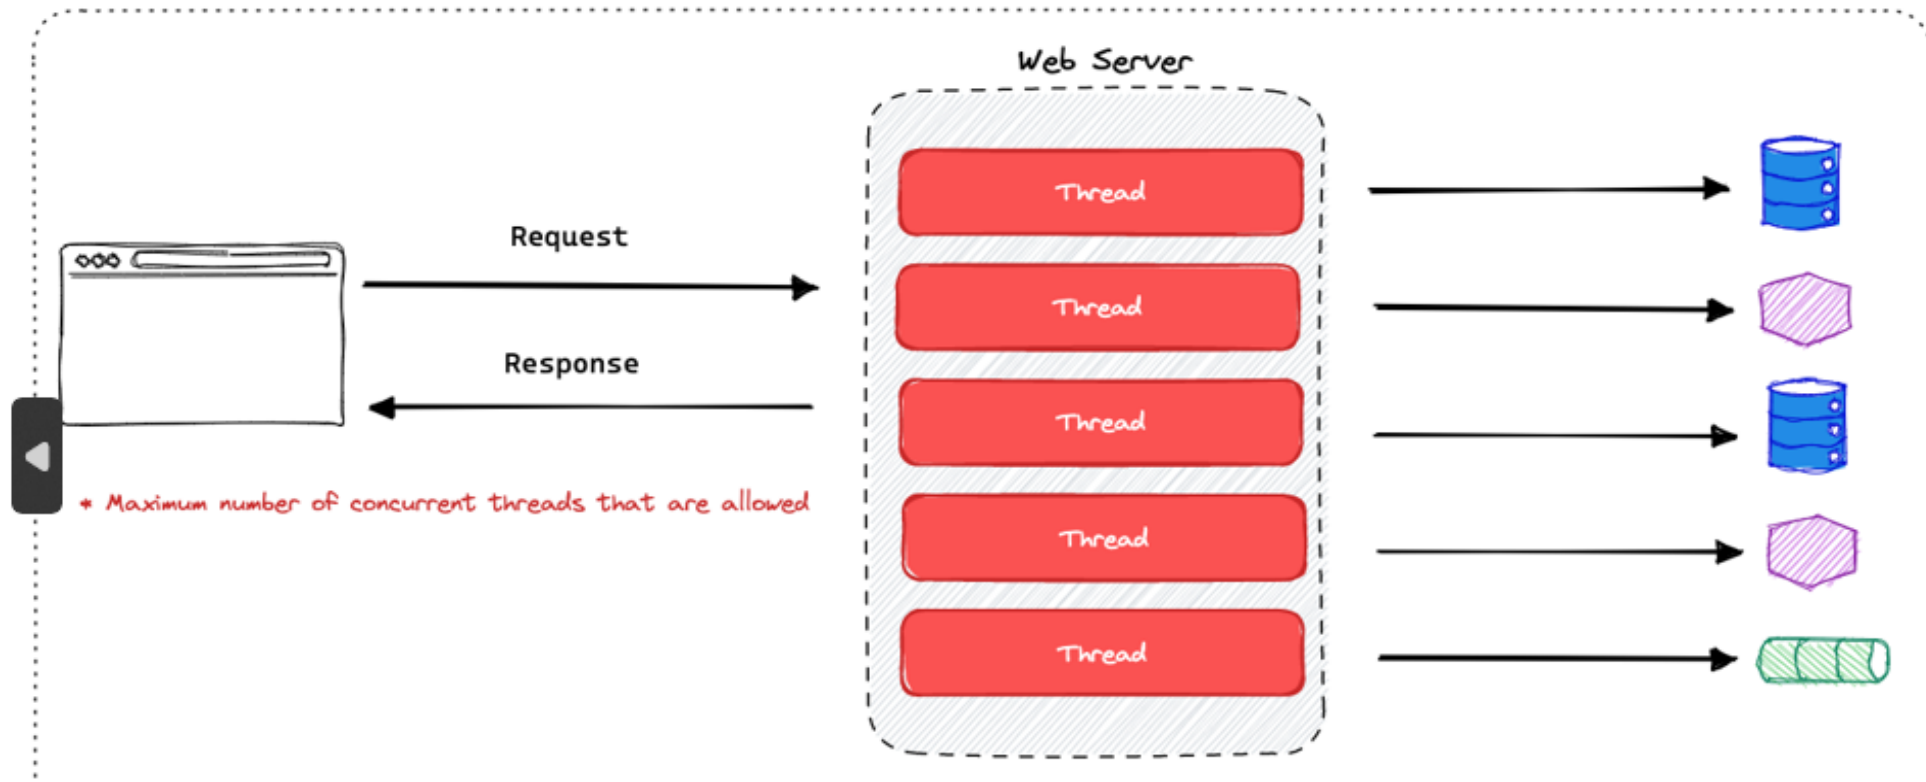 Web Server
Thread
Request
Thread
Response
Thread
* Maximum number of concurrent threads that are allowed
Thread
Thread